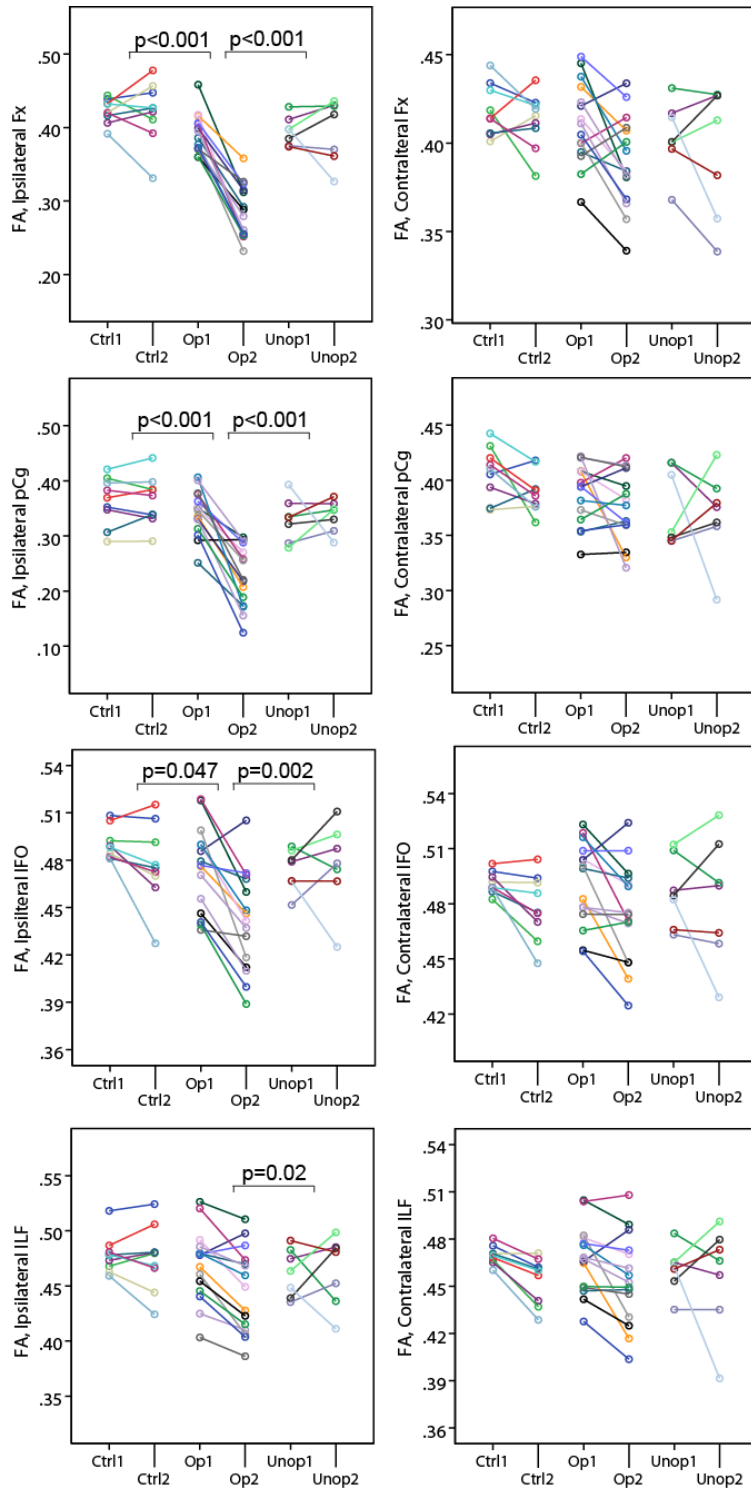 FA, Ipsilateral Fx
.50
.40
.30
.20
p<0.001
p<0.001
Ctrl1
Ctrl2
Op1
Op2
Unop1
Unop2
FA, Contralateral Fx
.45
.40
.35
.30
Ctrl1
Ctrl2
Op1
Op2
Unop1
Unop2
FA, Ipsilateral pCg
.50
.40
.30
.20
.10
p<0.001
p<0.001
Ctrl1
Ctrl2
Op1
Op2
Unop1
Unop2
FA, Contralateral pCg
.45
.40
.35
.30
.25
Ctrl1
Ctrl2
Op1
Op2
Unop1
Unop2
FA, Ipsilteral IFO
.54
.51
.48
.45
.42
.39
.36
p=0.047
p=0.002
Ctrl1
Ctrl2
Op1
Op2
Unop1
Unop2
FA, Contralateral IFO
.54
.51
.48
.45
.42
Ctrl1
Ctrl2
Op1
Op2
Unop1
Unop2
FA, Ipsilateral ILF
.55
.50
.45
.40
.35
p=0.02
Ctrl1
Ctrl2
Op1
Op2
Unop1
Unop2
FA, Contralateral ILF
.54
.51
.48
.45
.42
.39
.36
Ctrl1
Ctrl2
Op1
Op2
Unop1
Unop2